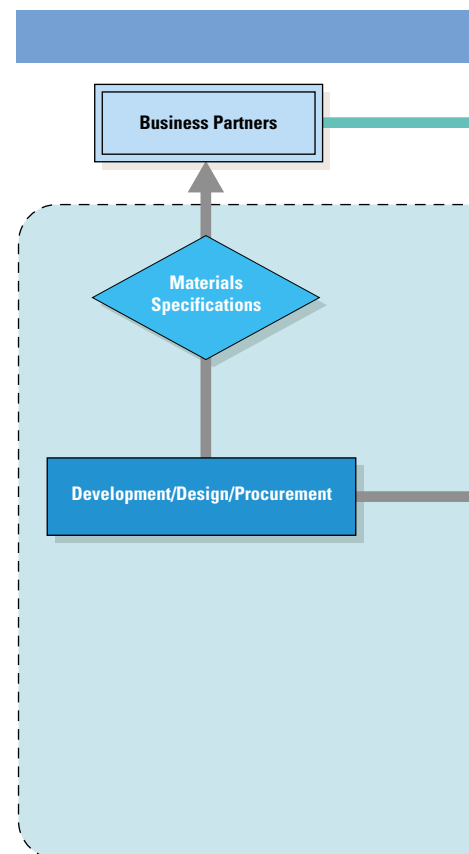 Business Partners
Materials
Specifications
Development/Design/Procurement